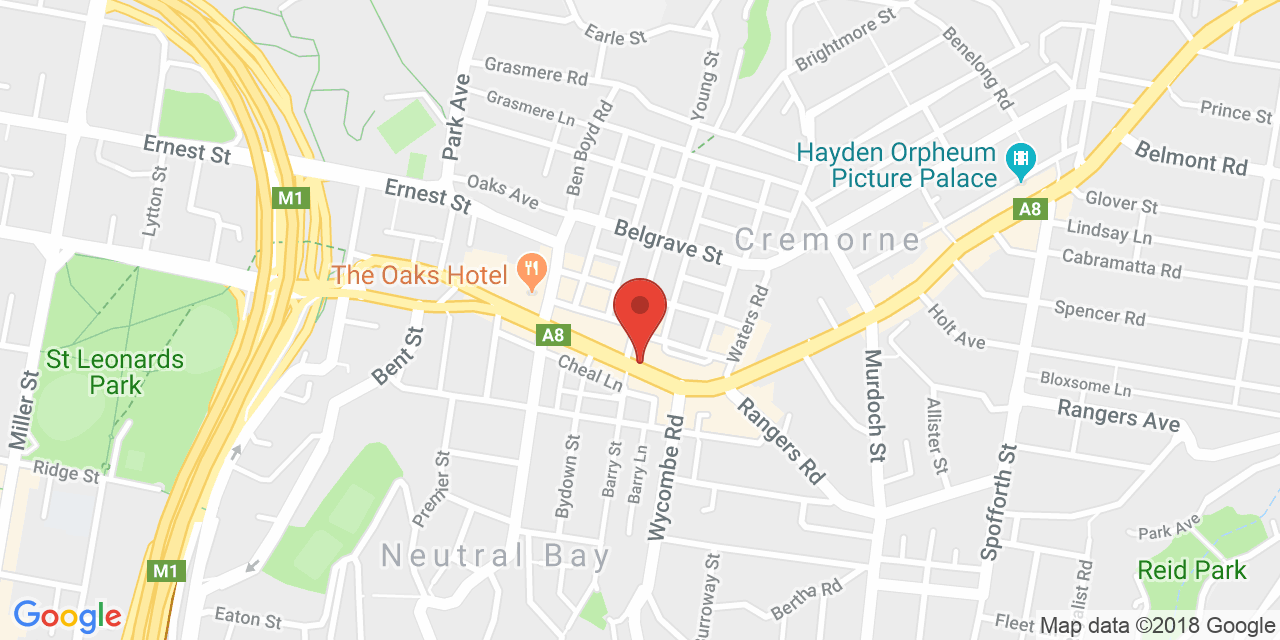 Earle St
Brightmore St
Benelong Rd
Grasmere Rd
Young St
Prince St
Grasmere Ln
Park Ave
Ben Boyd Rd
Ernest St
Hayden Orpheum
Picture Palace
Belmont Rd
Lytton St
M1
Ernest St
Oaks Ave
A8
Glover St
Belgrave St
Cremorne
Lindsay Ln
Cabramatta Rd
The Oaks Hotel
Waters Rd
Spencer Rd
A8
Holt Ave
St Leonards
Park
Bent St
Cheal Ln
Murdoch St
Bloxsome Ln
Miller St
Rangers Ave
Rangers Rd
Allister St
Wycombe Rd
Ridge St
Premier St
Bydown St
Barry St
Barry Ln
Spofforth St
Park Ave
Neutral Bay
M1
Reid Park
Bertha Rd
Eaton St
Fleet
Google
Map data ©2018 Google